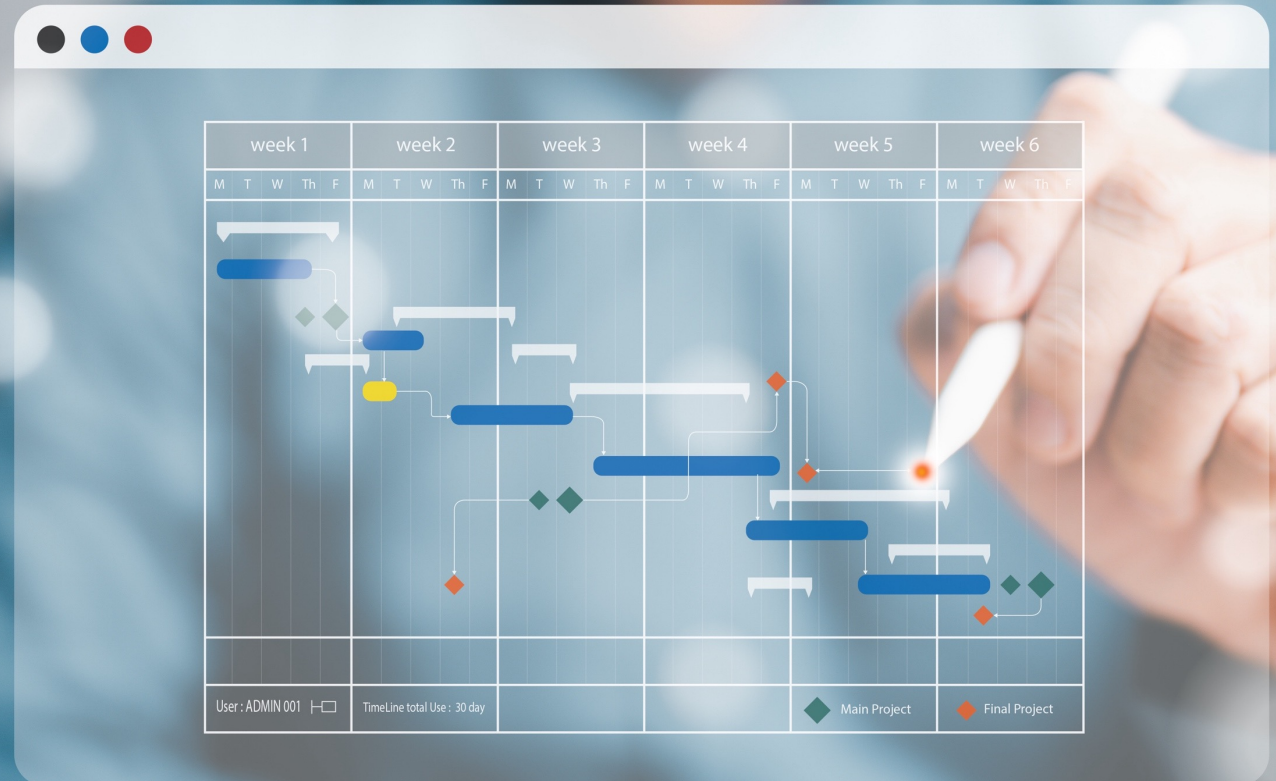 week 1 week 2 week 3 week 4 week 5 week 6
M T W Th F M T W Th F M T W Th F M T W Th F M T W Th F M T W Th F
User : ADMIN 001 TimeLine total Use : 30 day Main Project Final Project